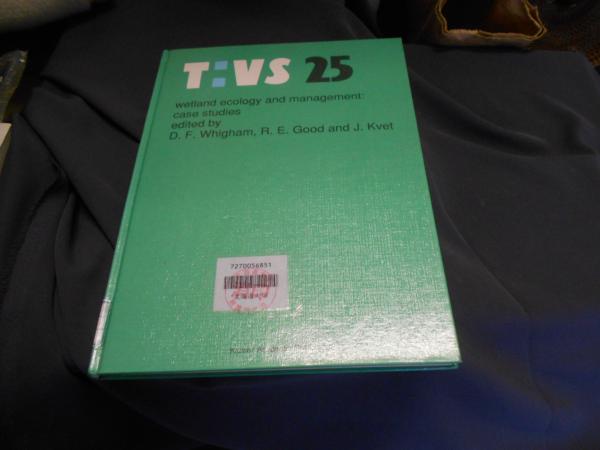 T:VS 25
wetland ecology and management:
case studies
edited by
D. F. Whigham, R. E. Good and J. Kvet
7270056851